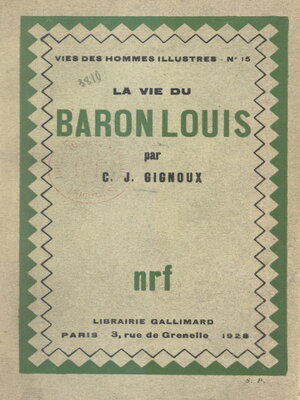 VIES DES HOMMES ILLUSTRES - N° 15
3810
LA VIE DU
BARON LOUIS
par
C. J. GIGNOUX
nrf
LIBRAIRIE GALLIMARD
PARIS 3, rue de Grenelle 1928
S. P.